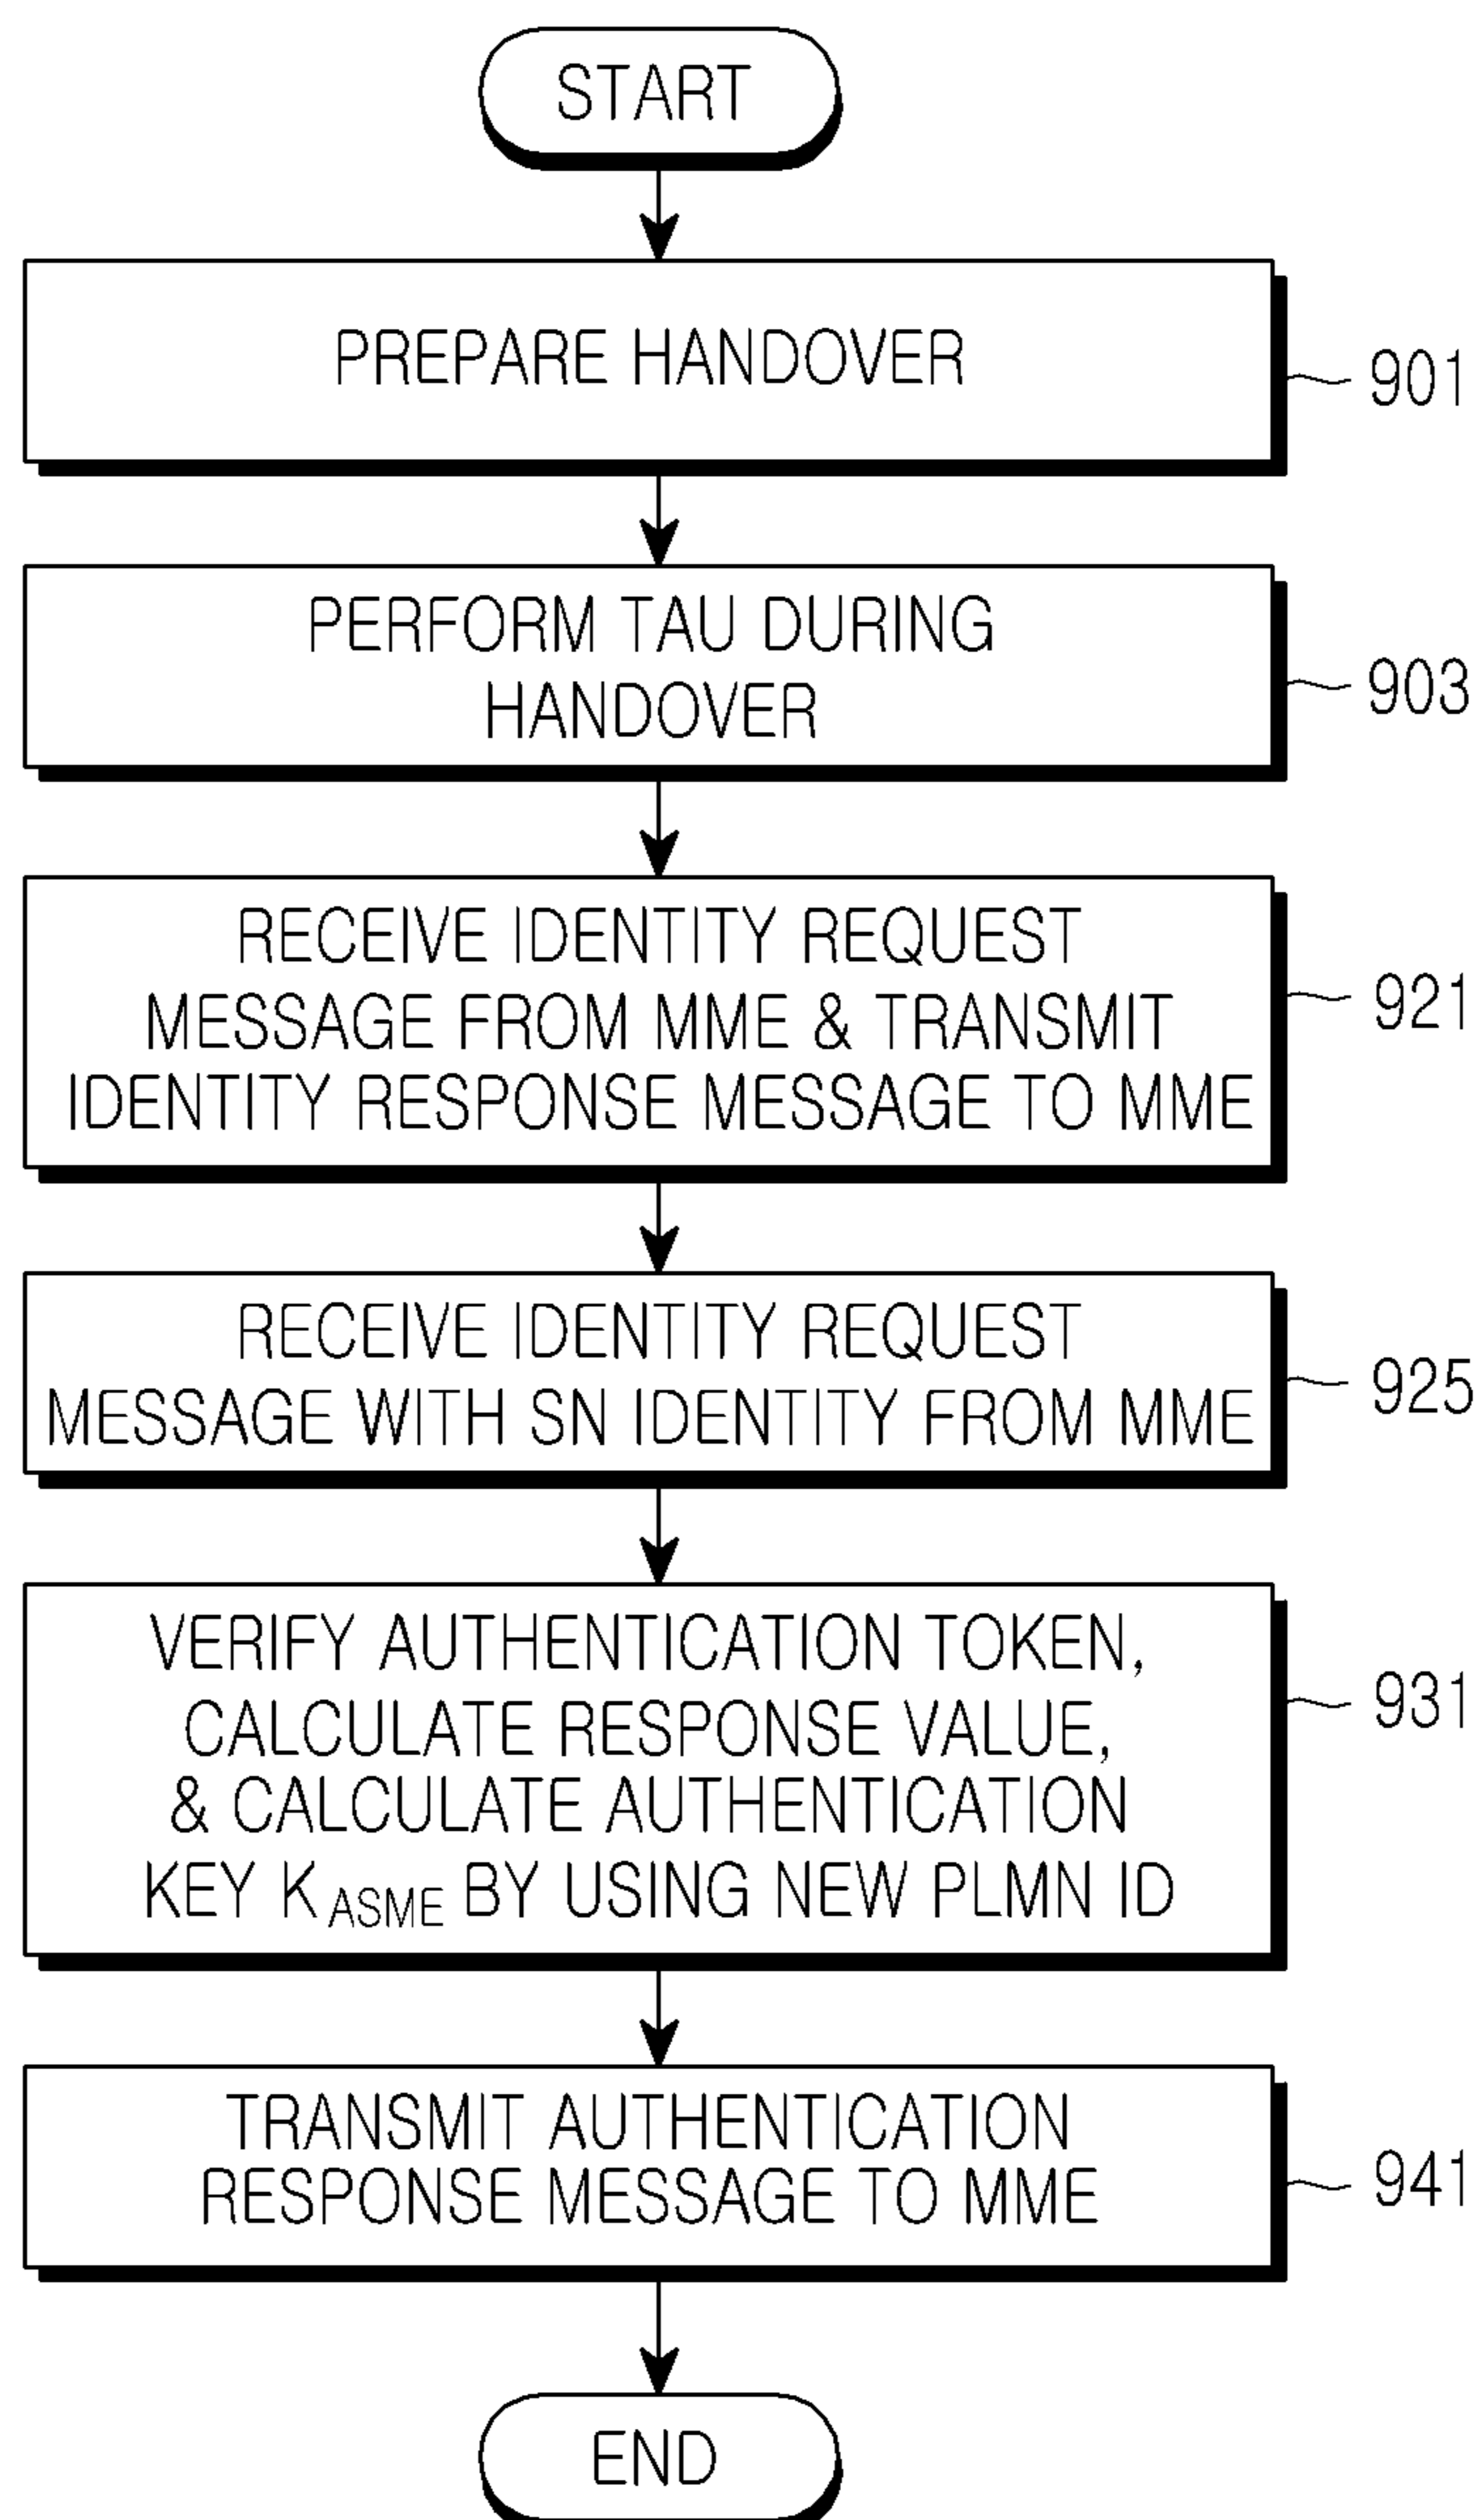 START
PREPARE HANDOVER
901
PERFORM TAU DURING
HANDOVER
903
RECEIVE IDENTITY REQUEST
MESSAGE FROM MME & TRANSMIT
IDENTITY RESPONSE MESSAGE TO MME
921
RECEIVE IDENTITY REQUEST
MESSAGE WITH SN IDENTITY FROM MME
925
VERIFY AUTHENTICATION TOKEN,
CALCULATE RESPONSE VALUE,
& CALCULATE AUTHENTICATION
KEY K ASME BY USING NEW PLMN ID
931
TRANSMIT AUTHENTICATION
RESPONSE MESSAGE TO MME
941
END